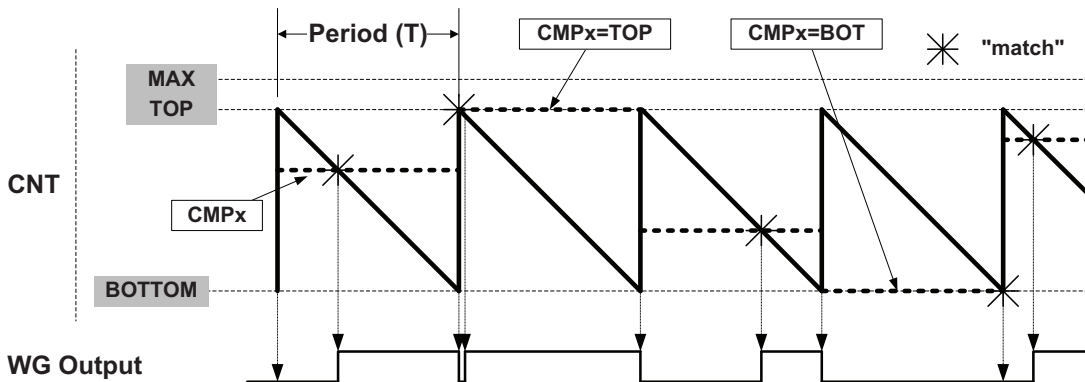 Period (T)
CMPx=TOP
CMPx=BOT
"match"
MAX
TOP
CNT
CMPx
BOTTOM
WG Output